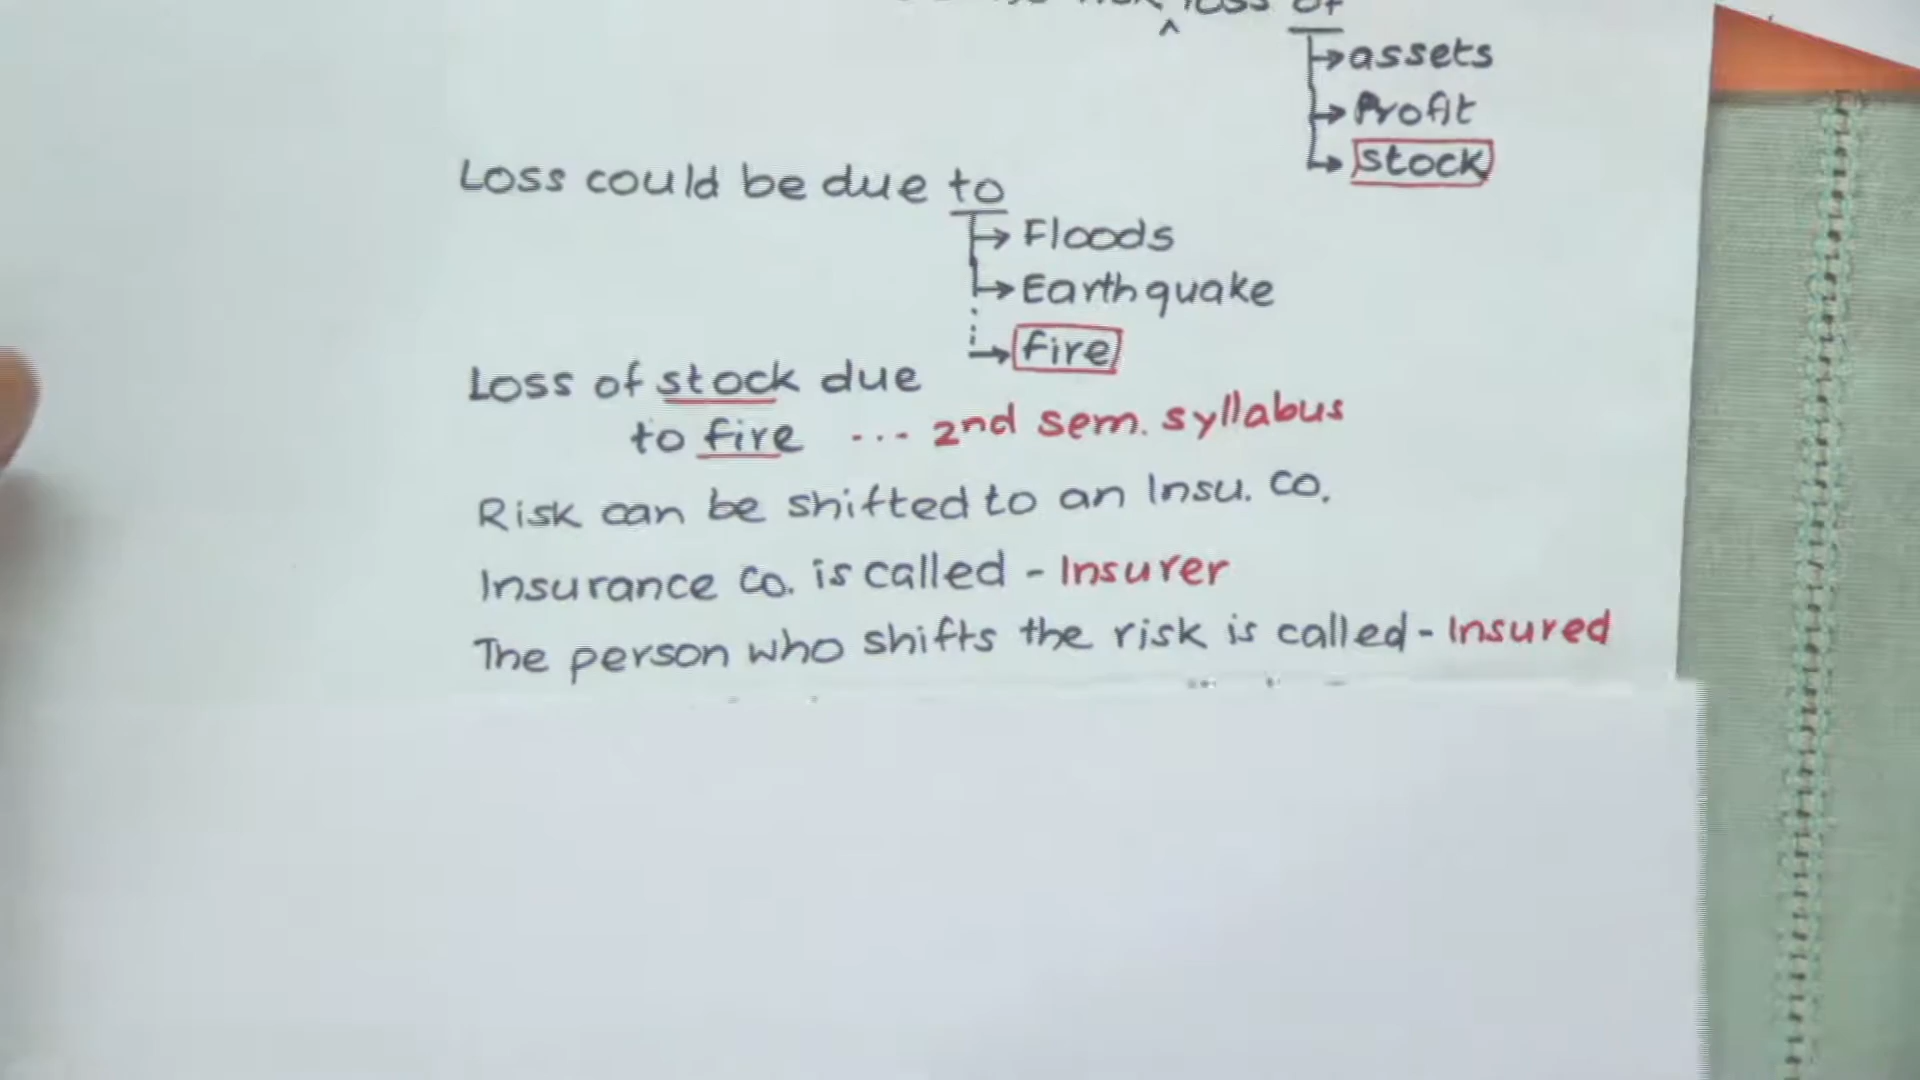 loss of
→ assets
→ Profit
→ stock
Loss could be due to
→ Floods
→ Earthquake
→ fire
Loss of stock due
to fire ... 2nd sem. syllabus
Risk can be shifted to an Insu. Co.
Insurance Co. is called - Insurer
The person who shifts the risk is called - Insured